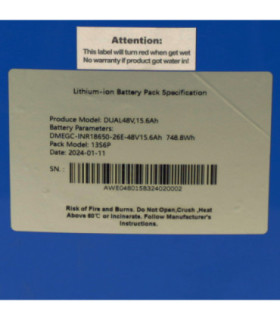 Attention:
This label will turn red when get wet
No warranty if product got water in!
Lithium-ion Battery Pack Specification
Produce Model: DUAL48V,15.6Ah
Battery Parameters:
DMEGC-INR18650-26E-48V15.6Ah 748.8Wh
Pack Model: 13S6P
Date: 2024-01-11
SN.:
AWE04801SB324020002
Risk of Fire and Burns. Do not Open,Crush ,Heat
Above 60℃ or Incinerate. Follow Manufacturer's
Instructions.